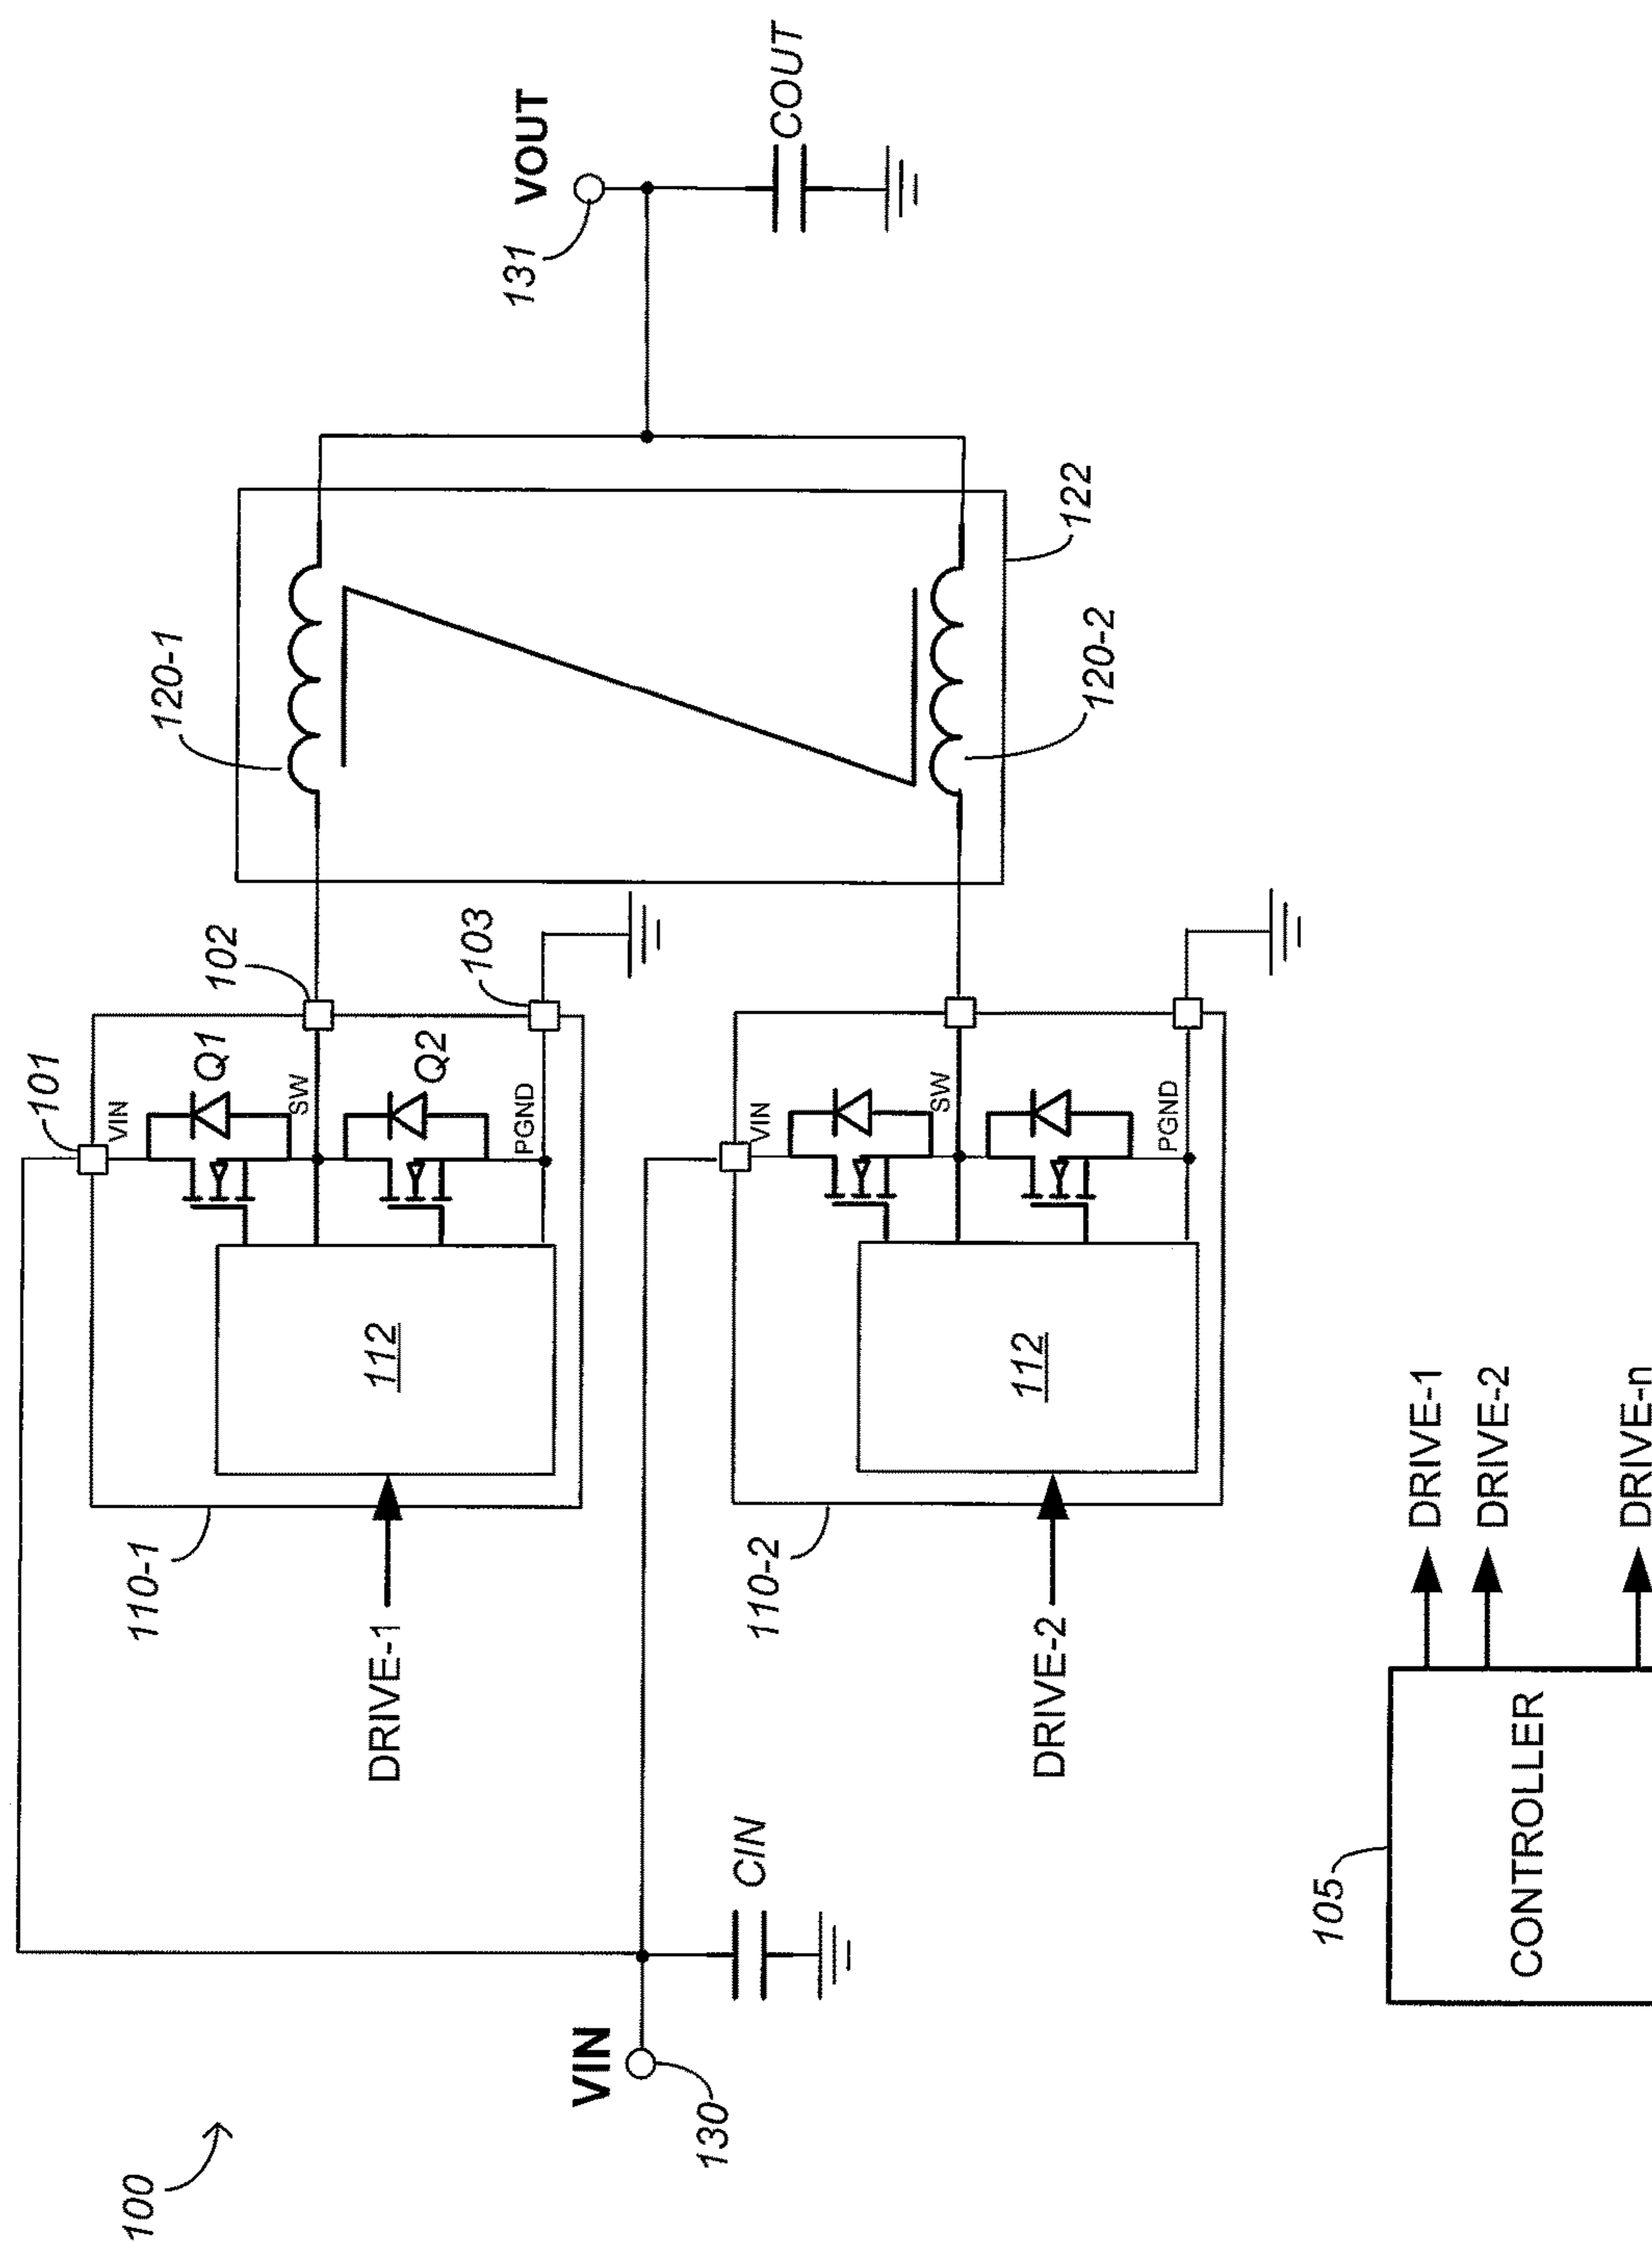 100
VIN
130
CIN
110-1
DRIVE-1
112
101
VIN
Q1
SW
Q2
PGND
102
103
120-1
110-2
DRIVE-2
112
VIN
SW
PGND
120-2
122
131
VOUT
COUT
105
CONTROLLER
DRIVE-1
DRIVE-2
DRIVE-n